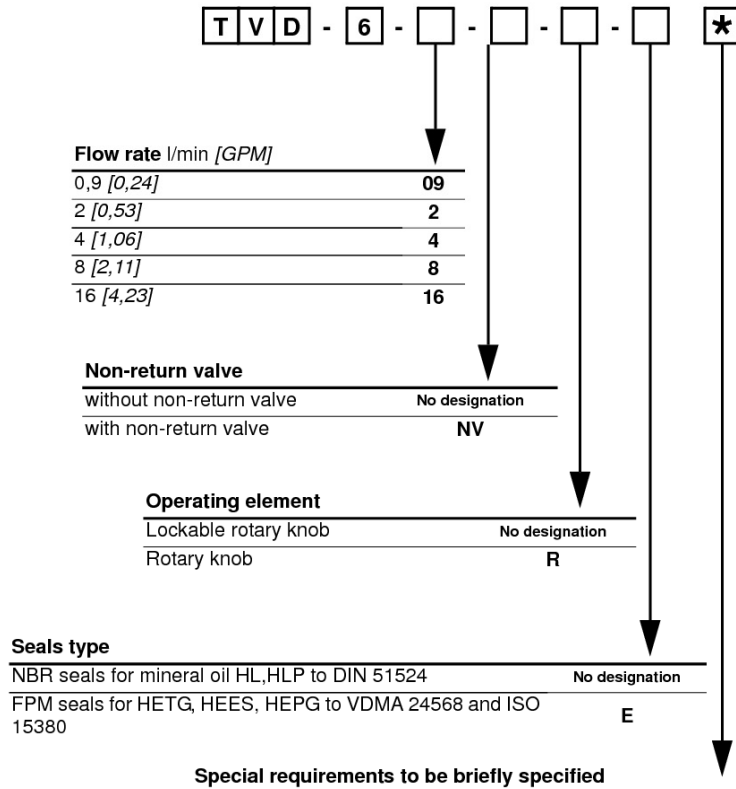 T V D - 6 - - - - *
Flow rate l/min [GPM]
0,9 [0,24] 09
2 [0,53] 2
4 [1,06] 4
8 [2,11] 8
16 [4,23] 16
Non-return valve
without non-return valve No designation
with non-return valve NV
Operating element
Lockable rotary knob No designation
Rotary knob R
Seals type
NBR seals for mineral oil HL,HLP to DIN 51524 No designation
FPM seals for HETG, HEES, HEPG to VDMA 24568 and ISO
15380 E
Special requirements to be briefly specified